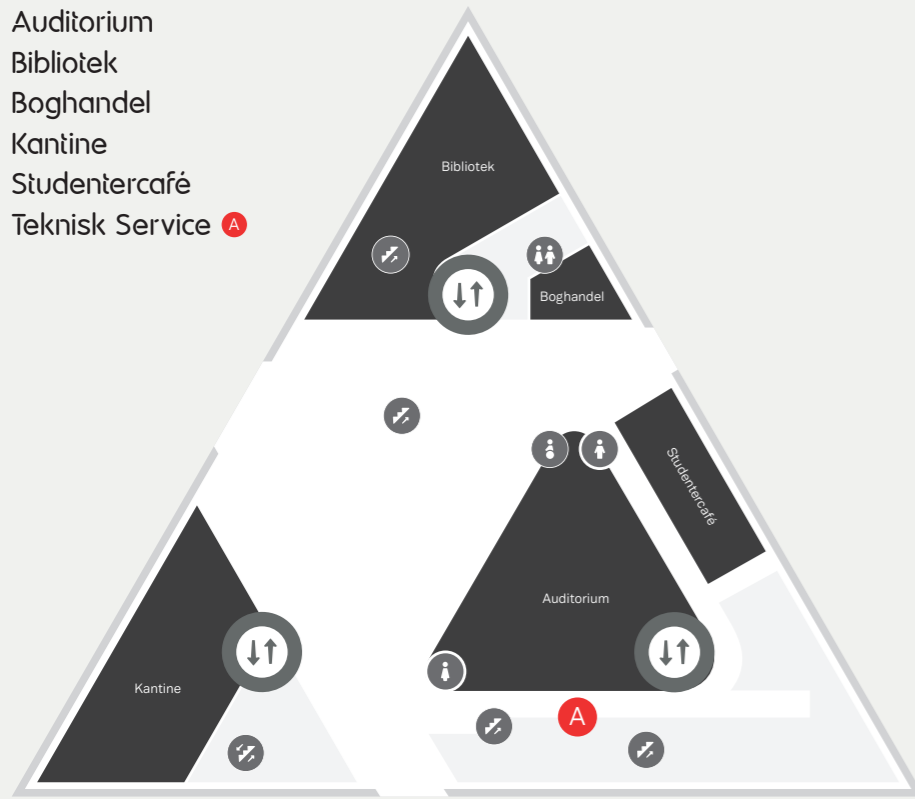 Auditorium
Bibliotek
Boghandel
Kantine
Studentercafé
Teknisk Service A
Bibliotek
Boghandel
Studentercafé
Auditorium
Kantine
A